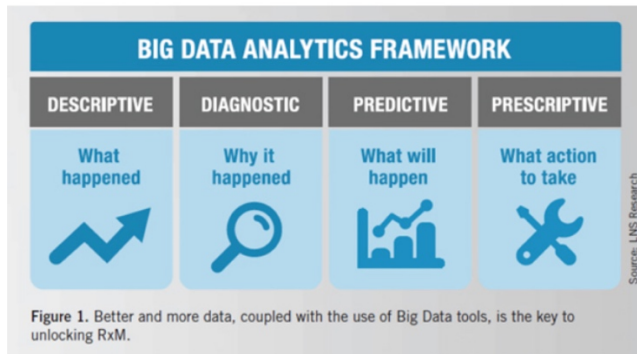 BIG DATA ANALYTICS FRAMEWORK
DESCRIPTIVE
DIAGNOSTIC
PREDICTIVE
PRESCRIPTIVE
What
happened
Why it
happened
What will
happen
What action
to take
Source: LNS Research
Figure 1. Better and more data, coupled with the use of Big Data tools, is the key to
unlocking RxM.